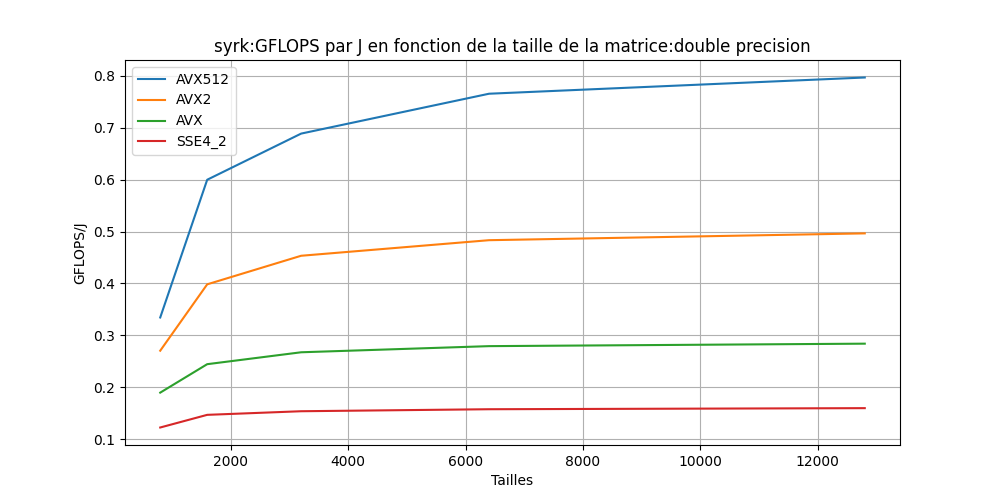 syrk:GFLOPS par J en fonction de la taille de la matrice:double precision
AVX512
AVX2
AVX
SSE4_2
GFLOPS/J
0.8
0.7
0.6
0.5
0.4
0.3
0.2
0.1
2000 4000 6000 8000 10000 12000
Tailles